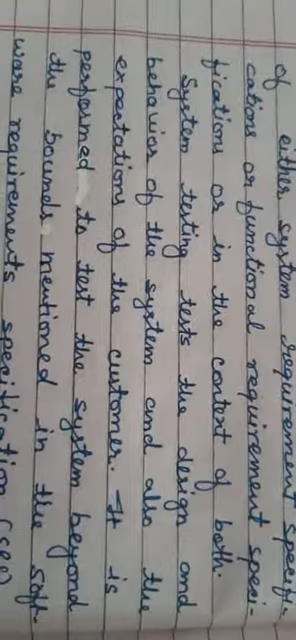 of either system requirement specifi-
cations or functional requirement speci-
fications or in the context of both.
System testing tests the design and
behavior of the system and also the
expectations of the customer. It is
performed to test the system beyond
the bounds mentioned in the soft-
ware requirements specification